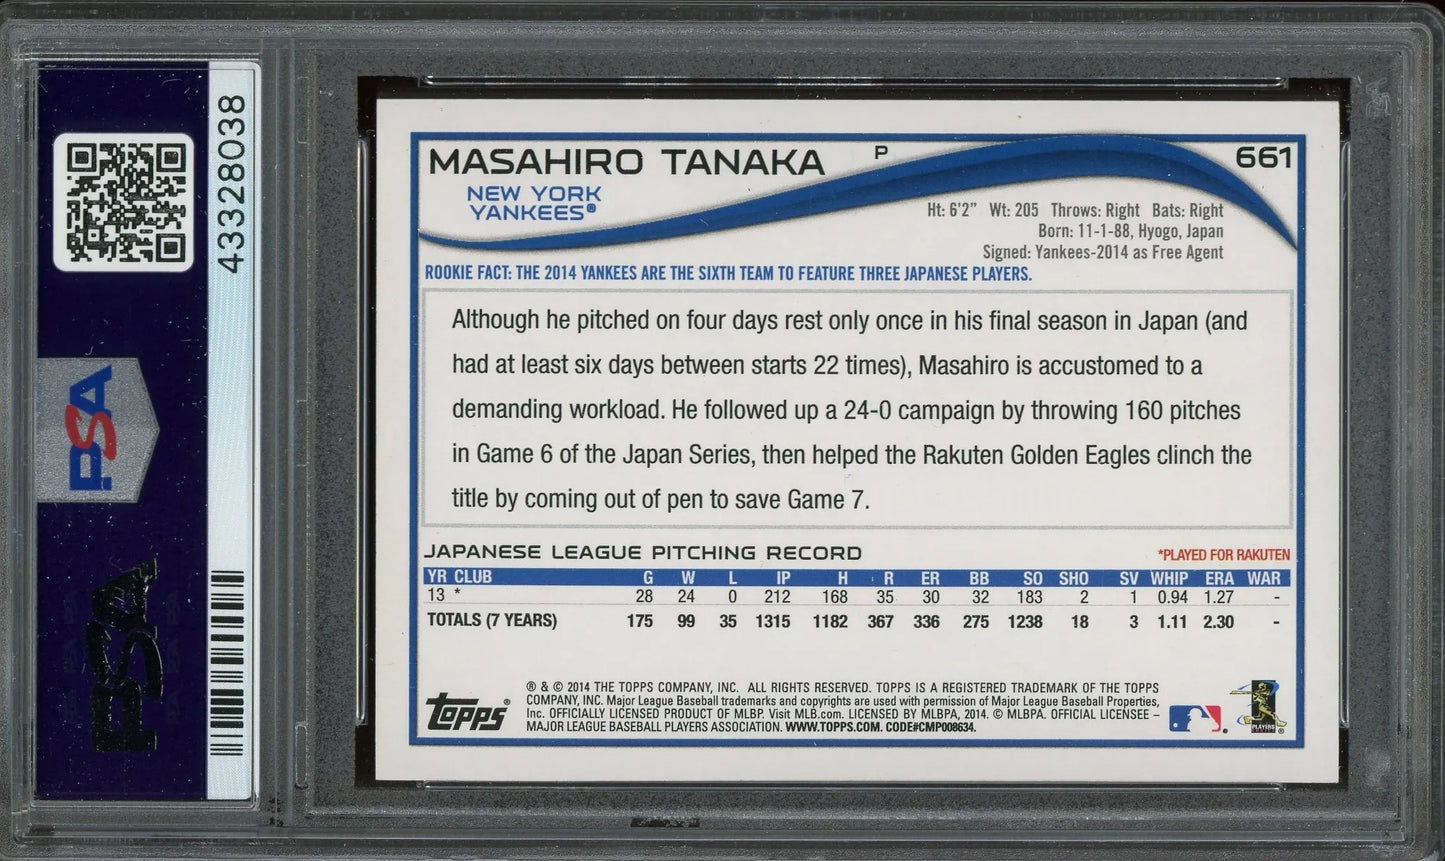 43328038
PSA
PSA
MASAHIRO TANAKA P 661
NEW YORK
YANKEES®
Ht: 6'2" Wt: 205 Throws: Right Bats: Right
Born: 11-1-88, Hyogo, Japan
Signed: Yankees-2014 as Free Agent
ROOKIE FACT: THE 2014 YANKEES ARE THE SIXTH TEAM TO FEATURE THREE JAPANESE PLAYERS.
Although he pitched on four days rest only once in his final season in Japan (and
had at least six days between starts 22 times), Masahiro is accustomed to a
demanding workload. He followed up a 24-0 campaign by throwing 160 pitches
in Game 6 of the Japan Series, then helped the Rakuten Golden Eagles clinch the
title by coming out of pen to save Game 7.
JAPANESE LEAGUE PITCHING RECORD *PLAYED FOR RAKUTEN
YR CLUB G W L IP H R ER BB SO SHO SV WHIP ERA WAR
13 * 28 24 0 212 168 35 30 32 183 2 1 0.94 1.27 -
TOTALS (7 YEARS) 175 99 35 1315 1182 367 336 275 1238 18 3 1.11 2.30 -
Topps®
® & © 2014 THE TOPPS COMPANY, INC. ALL RIGHTS RESERVED. TOPPS IS A REGISTERED TRADEMARK OF THE TOPPS
COMPANY, INC. Major League Baseball trademarks and copyrights are used with permission of Major League Baseball Properties,
Inc. OFFICIALLY LICENSED PRODUCT OF MLBP. Visit MLB.com. LICENSED BY MLBPA, 2014. © MLBPA. OFFICIAL LICENSEE –
MAJOR LEAGUE BASEBALL PLAYERS ASSOCIATION. WWW.TOPPS.COM. CODE#CMP008634.
PLAYERS